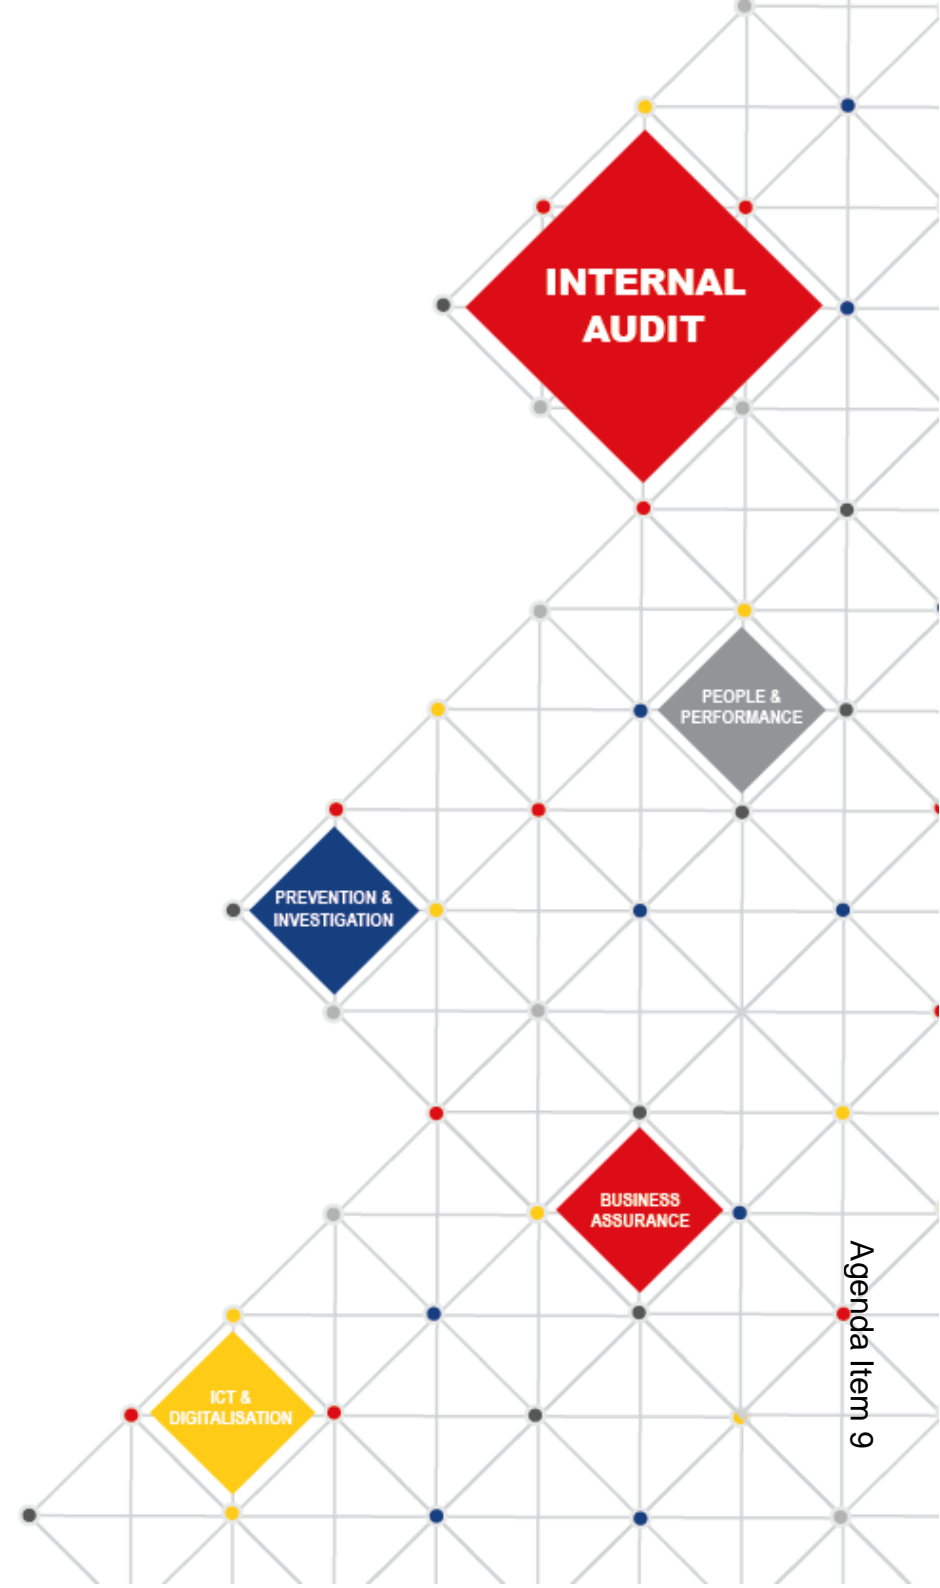 INTERNAL
AUDIT
PEOPLE &
PERFORMANCE
PREVENTION &
INVESTIGATION
BUSINESS
ASSURANCE
Agenda Item 9
ICT &
DIGITALISATION